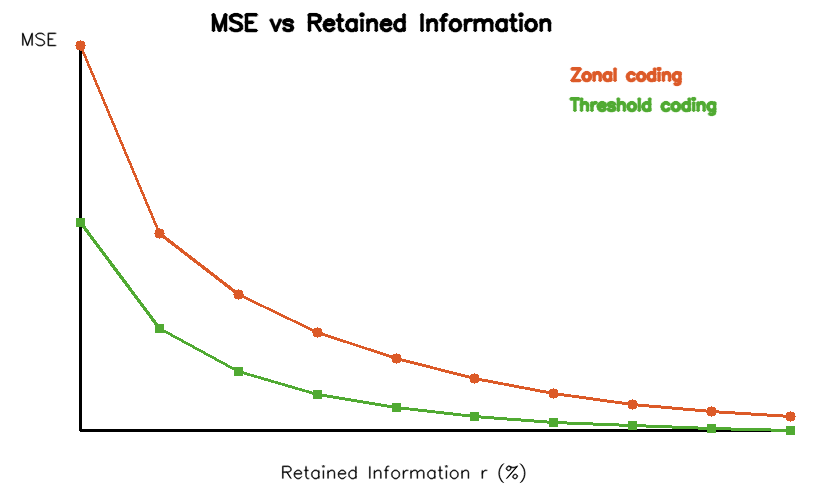 MSE vs Retained Information
MSE
Zonal coding
Threshold coding
Retained Information r (%)